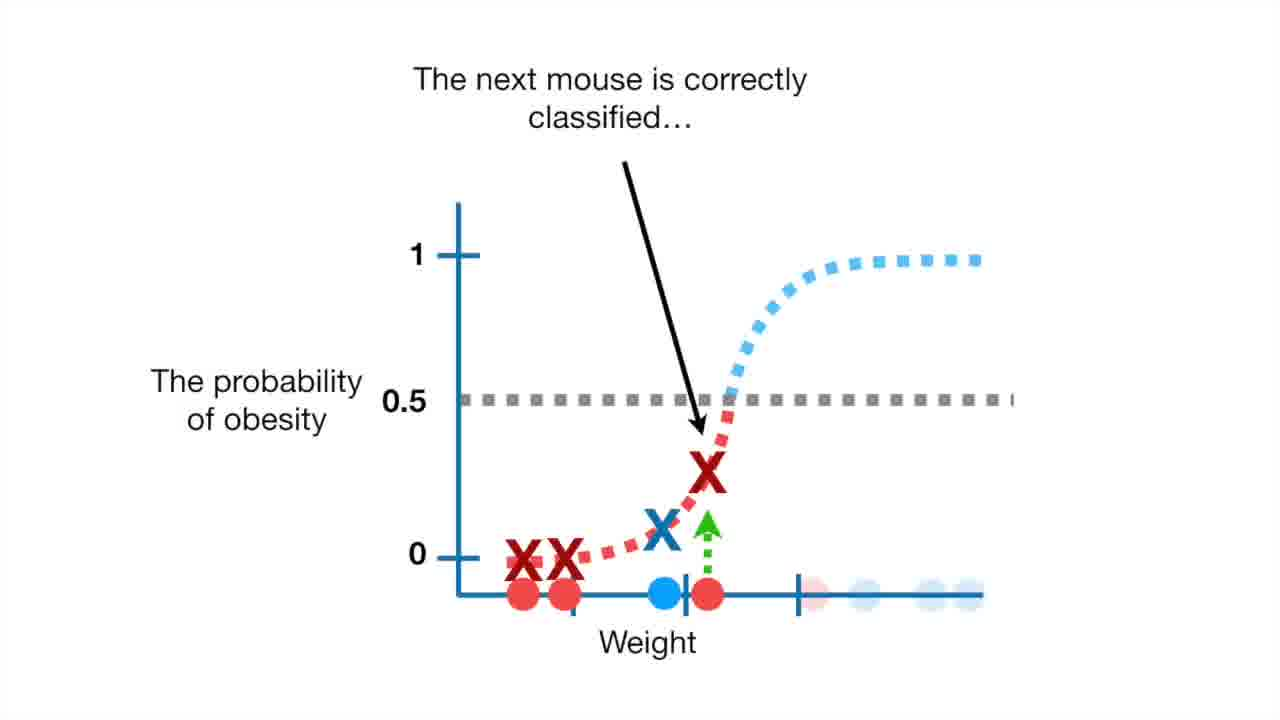 The next mouse is correctly
classified…
1
The probability
of obesity
0.5
X
X
0
X X
Weight